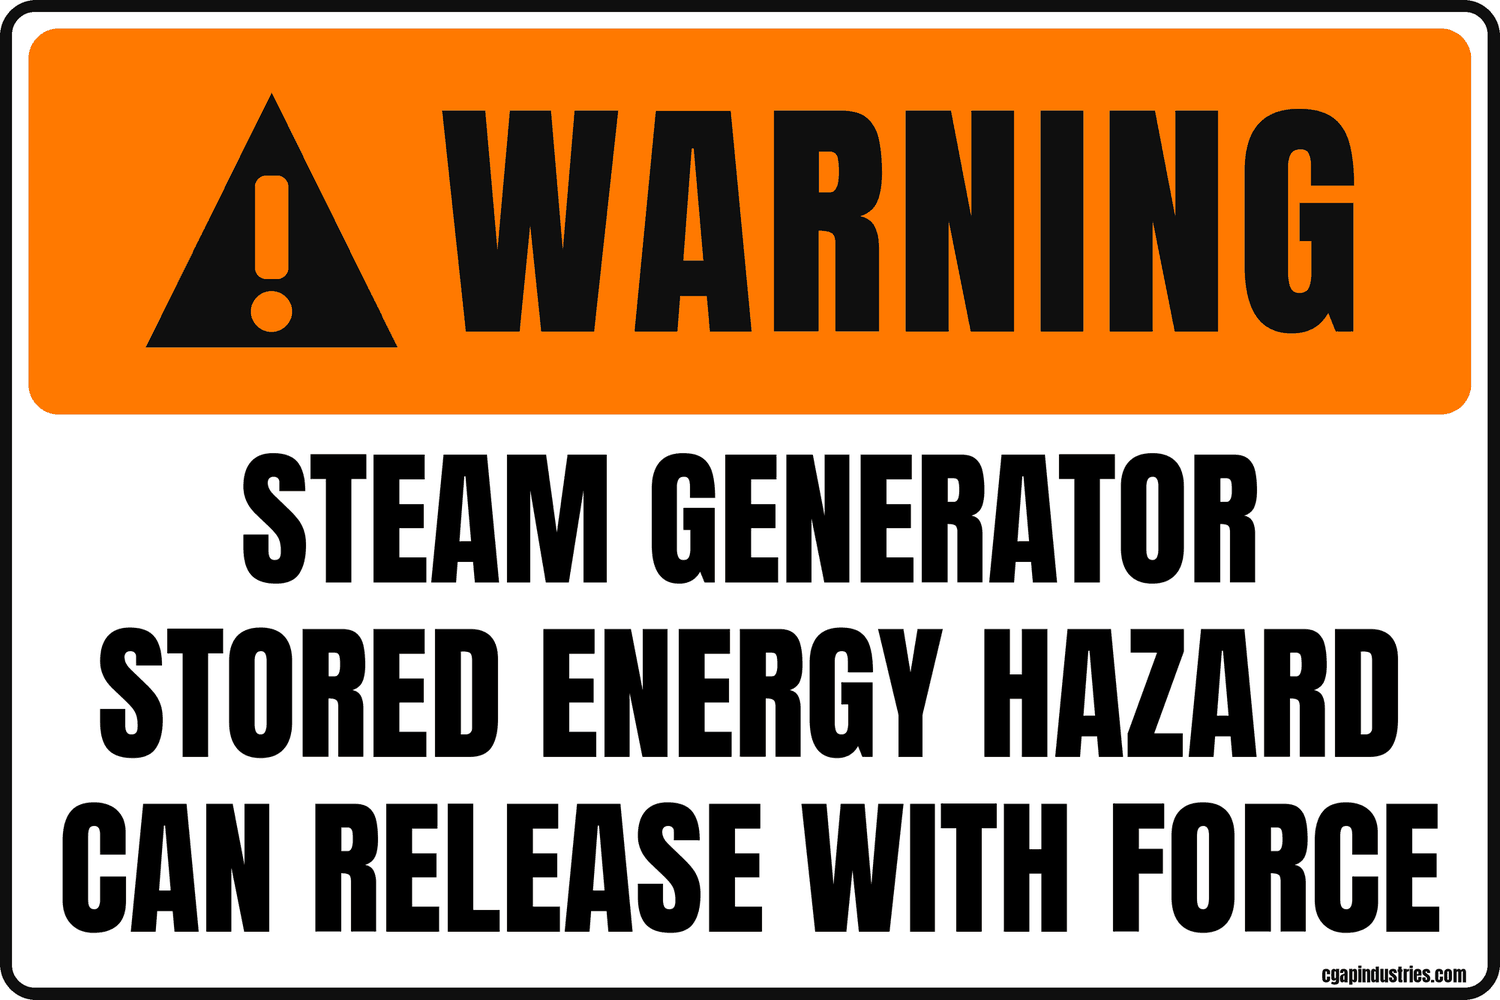 WARNING
STEAM GENERATOR
STORED ENERGY HAZARD
CAN RELEASE WITH FORCE
cgapindustries.com